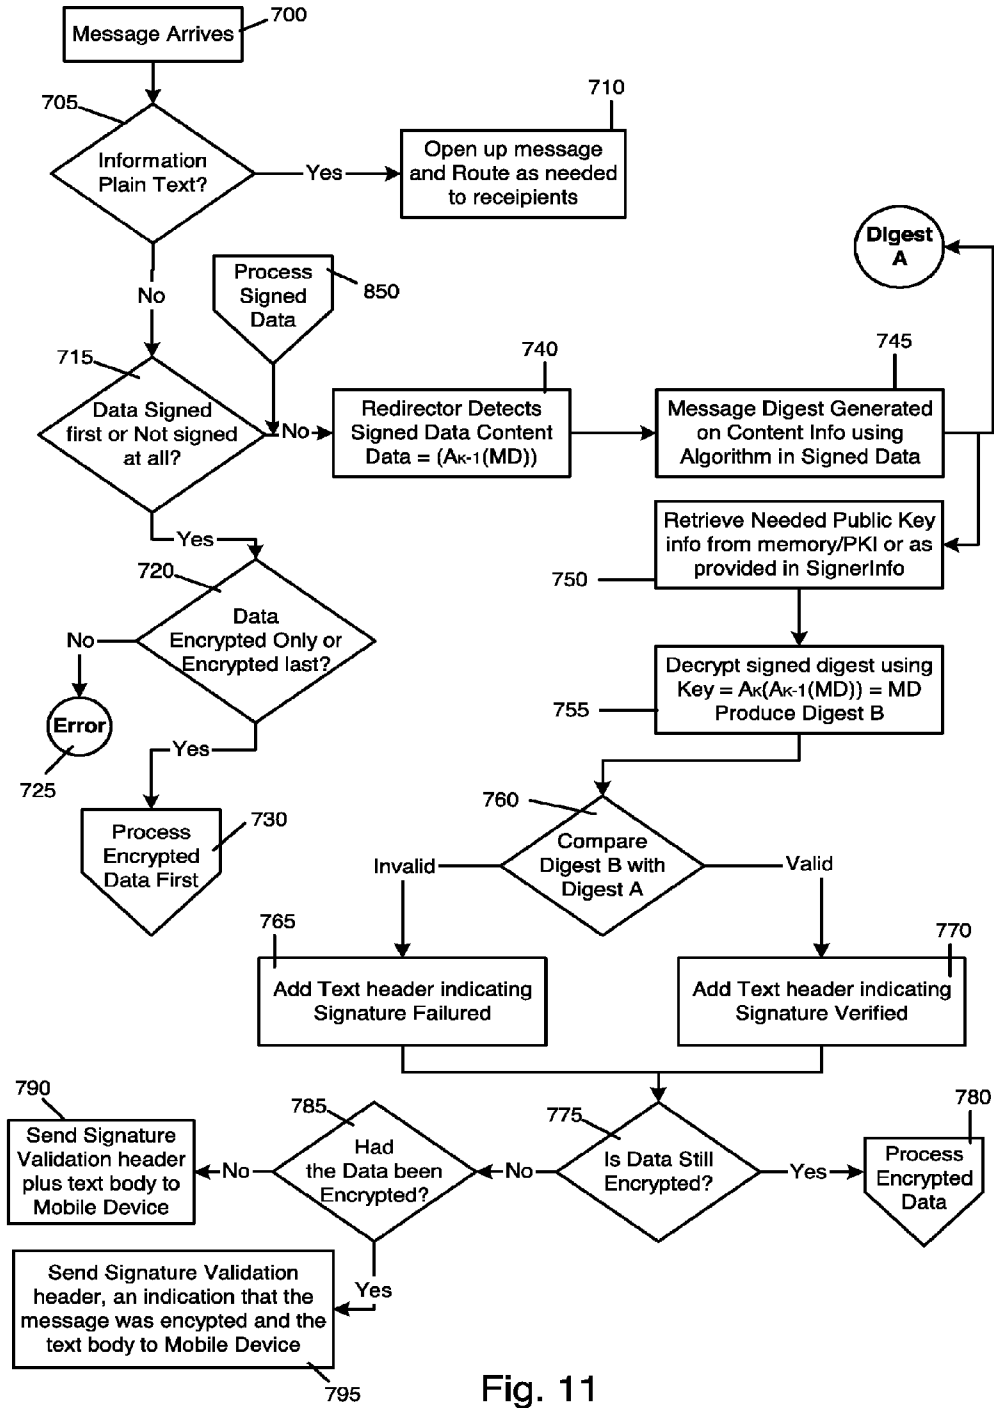 Message Arrives
700
705
Information
Plain Text?
Yes
710
Open up message
and Route as needed
to receipients
DIgest
A
No
Process
Signed
Data
850
715
Data Signed
first or Not signed
at all?
No
740
Redirector Detects
Signed Data Content
Data = (AK-1(MD))
745
Message Digest Generated
on Content Info using
Algorithm in Signed Data
Yes
Retrieve Needed Public Key
info from memory/PKI or as
provided in SignerInfo
750
720
Data
Encrypted Only or
Encrypted last?
No
Error
725
Decrypt signed digest using
Key = AK(AK-1(MD)) = MD
Produce Digest B
755
Yes
730
Process
Encrypted
Data First
760
Compare
Digest B with
Digest A
Invalid
Valid
765
Add Text header indicating
Signature Failured
770
Add Text header indicating
Signature Verified
790
Send Signature
Validation header
plus text body to
Mobile Device
No
785
Had
the Data been
Encrypted?
No
775
Is Data Still
Encrypted?
Yes
780
Process
Encrypted
Data
Yes
Send Signature Validation
header, an indication that the
message was encypted and the
text body to Mobile Device
795
Fig. 11